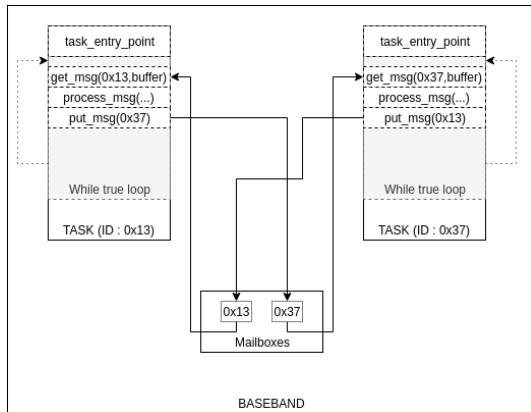 task_entry_point
get_msg(0x13,buffer)
process_msg(...)
put_msg(0x37)
While true loop
TASK (ID : 0x13)
task_entry_point
get_msg(0x37,buffer)
process_msg(...)
put_msg(0x13)
While true loop
TASK (ID : 0x37)
0x13
0x37
Mailboxes
BASEBAND